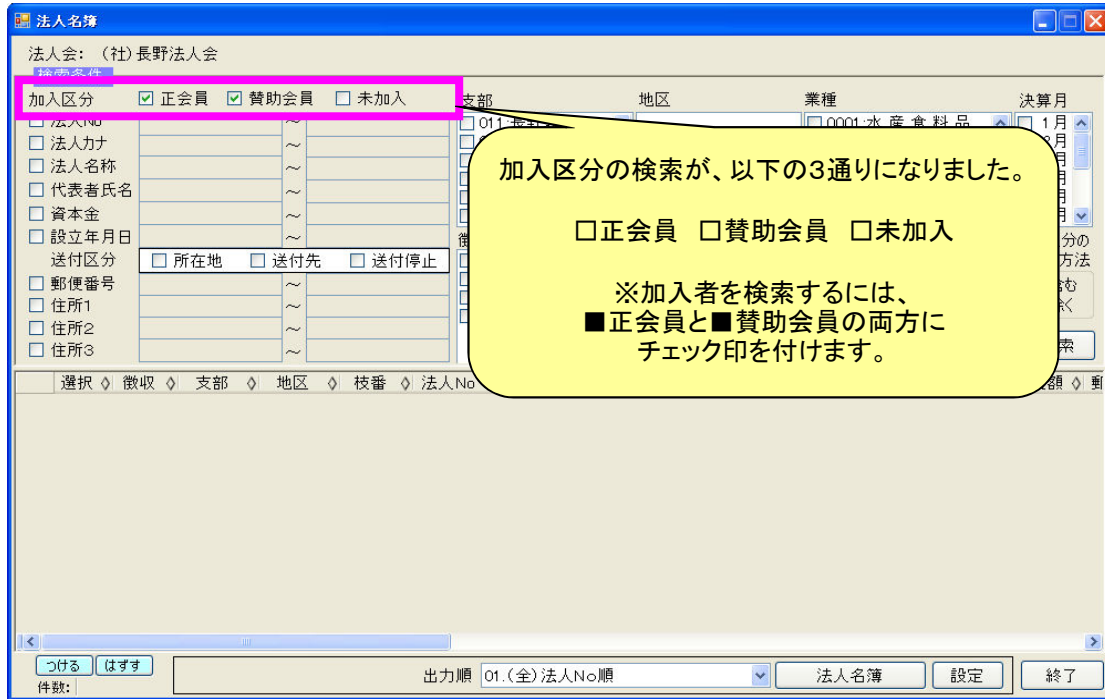 法人名簿
法人会: (社)長野法人会
検索条件
加入区分 正会員 賛助会員 未加入 支部 地区 業種 決算月
法人No ～ 0001:水 産 食 料 品 1月
法人カナ ～
法人名称 ～
代表者氏名 ～
資本金 ～
設立年月日 ～
送付区分 所在地 送付先 送付停止
郵便番号 ～
住所1 ～
住所2 ～
住所3 ～
加入区分の検索が、以下の3通りになりました。
□正会員 □賛助会員 □未加入
※加入者を検索するには、
■正会員と■賛助会員の両方に
チェック印を付けます。
選択 徴収 支部 地区 枝番 法人No
つける はずす
件数:
出力順 01.(全)法人No順 法人名簿 設定 終了